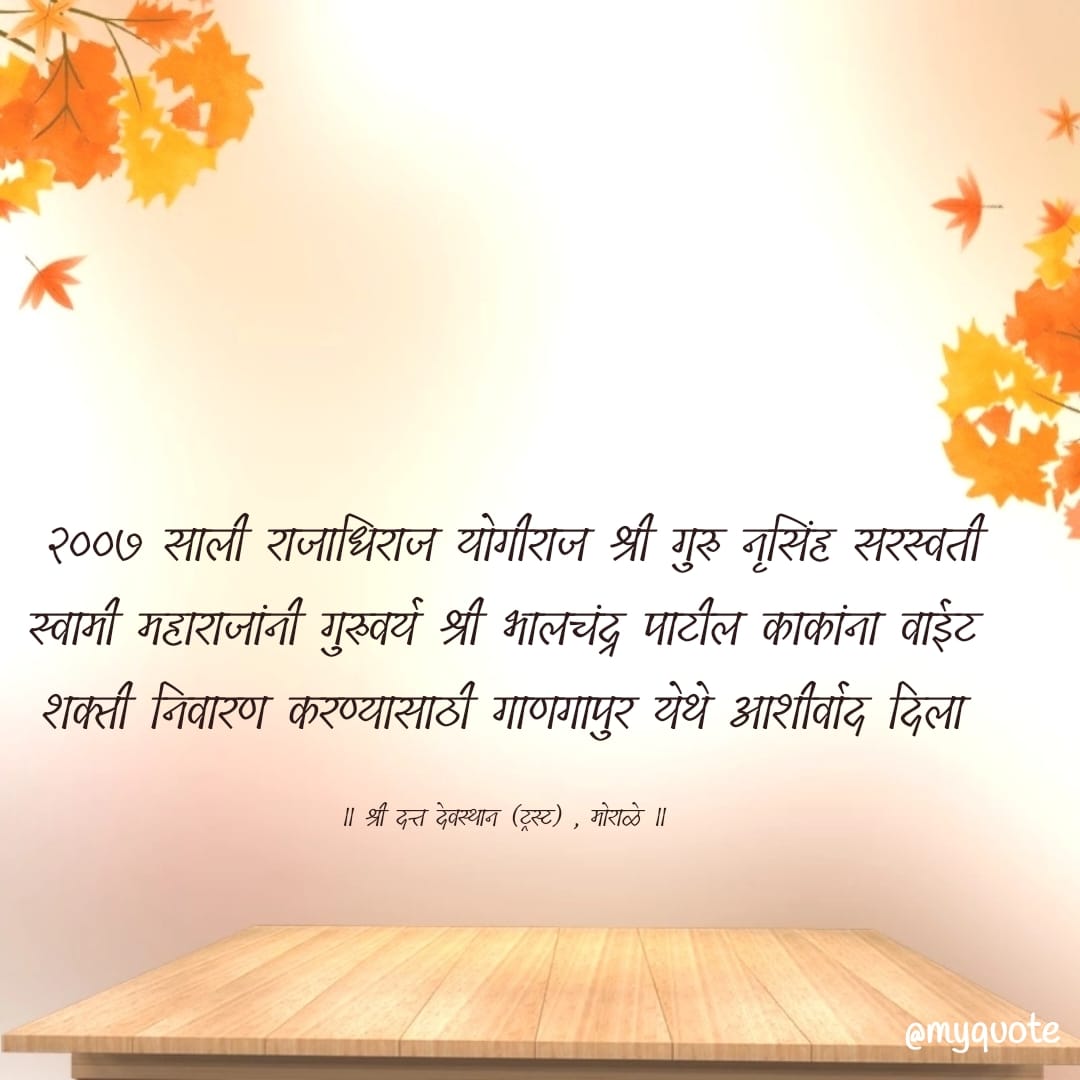 २००७ साली राजाधिराज योगीराज श्री गुरु नृसिंह सरस्वती
स्वामी महाराजांनी गुरुवर्य श्री भालचंद्र पाटील काकांना वाईट
शक्ती निवारण करण्यासाठी गाणगापुर येथे आशीर्वाद दिला
॥ श्री दत्त देवस्थान (ट्रस्ट) , मोराळे ॥
@myquote